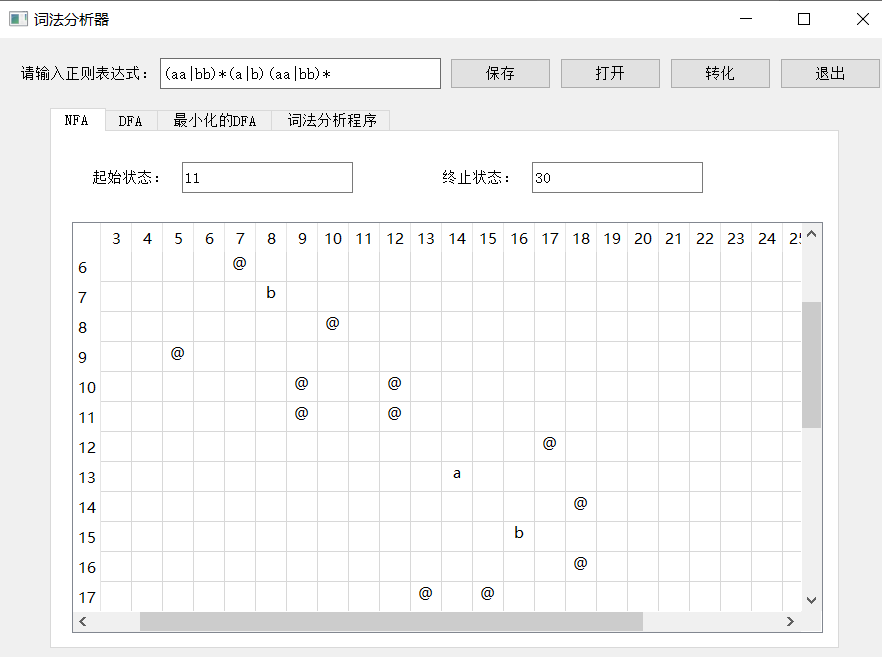 词法分析器
请输入正则表达式： (aa|bb)*(a|b)(aa|bb)* 保存 打开 转化 退出
NFA DFA 最小化的DFA 词法分析程序
起始状态： 11 终止状态： 30
3 4 5 6 7 8 9 10 11 12 13 14 15 16 17 18 19 20 21 22 23 24 25
6 @
7 b
8 @
9 @
10 @ @
11 @ @
12 @
13 a
14 @
15 b
16 @
17 @ @